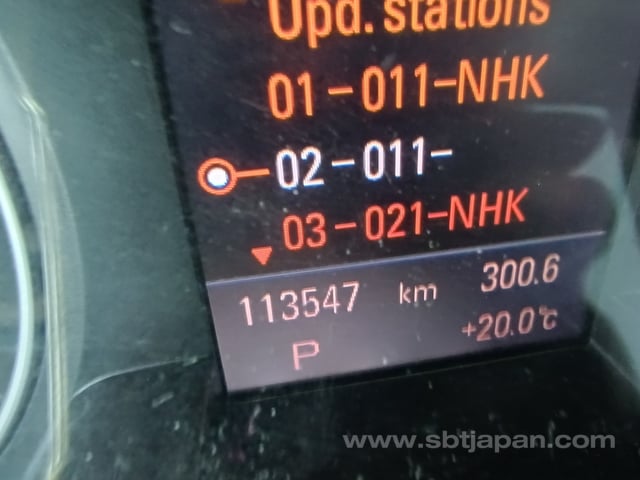 Upd. stations
01-011-NHK
02-011-
03-021-NHK
113547 km 300.6
P +20.0°C
www.sbtjapan.com